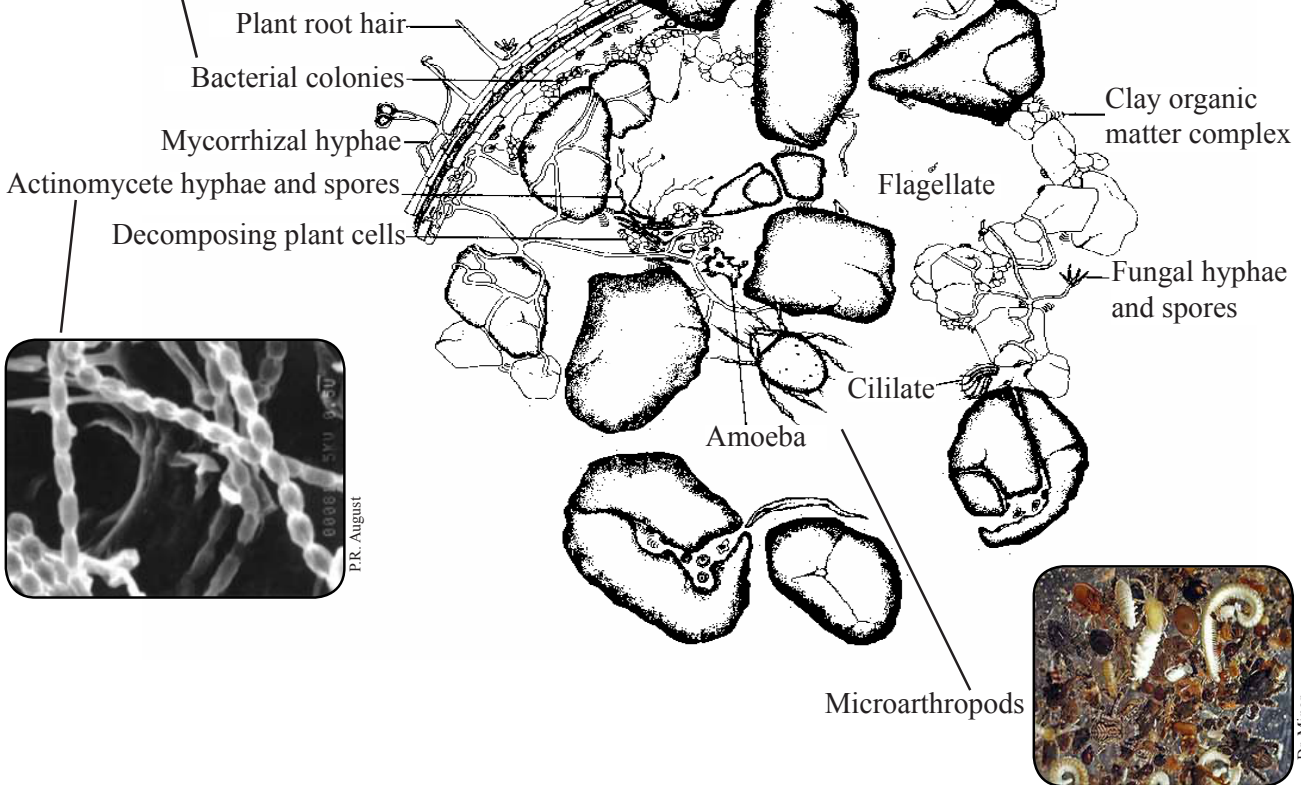 Plant root hair
Bacterial colonies
Mycorrhizal hyphae
Actinomycete hyphae and spores
Decomposing plant cells
Clay organic
matter complex
Flagellate
Fungal hyphae
and spores
Cililate
Amoeba
P.R. August
Microarthropods